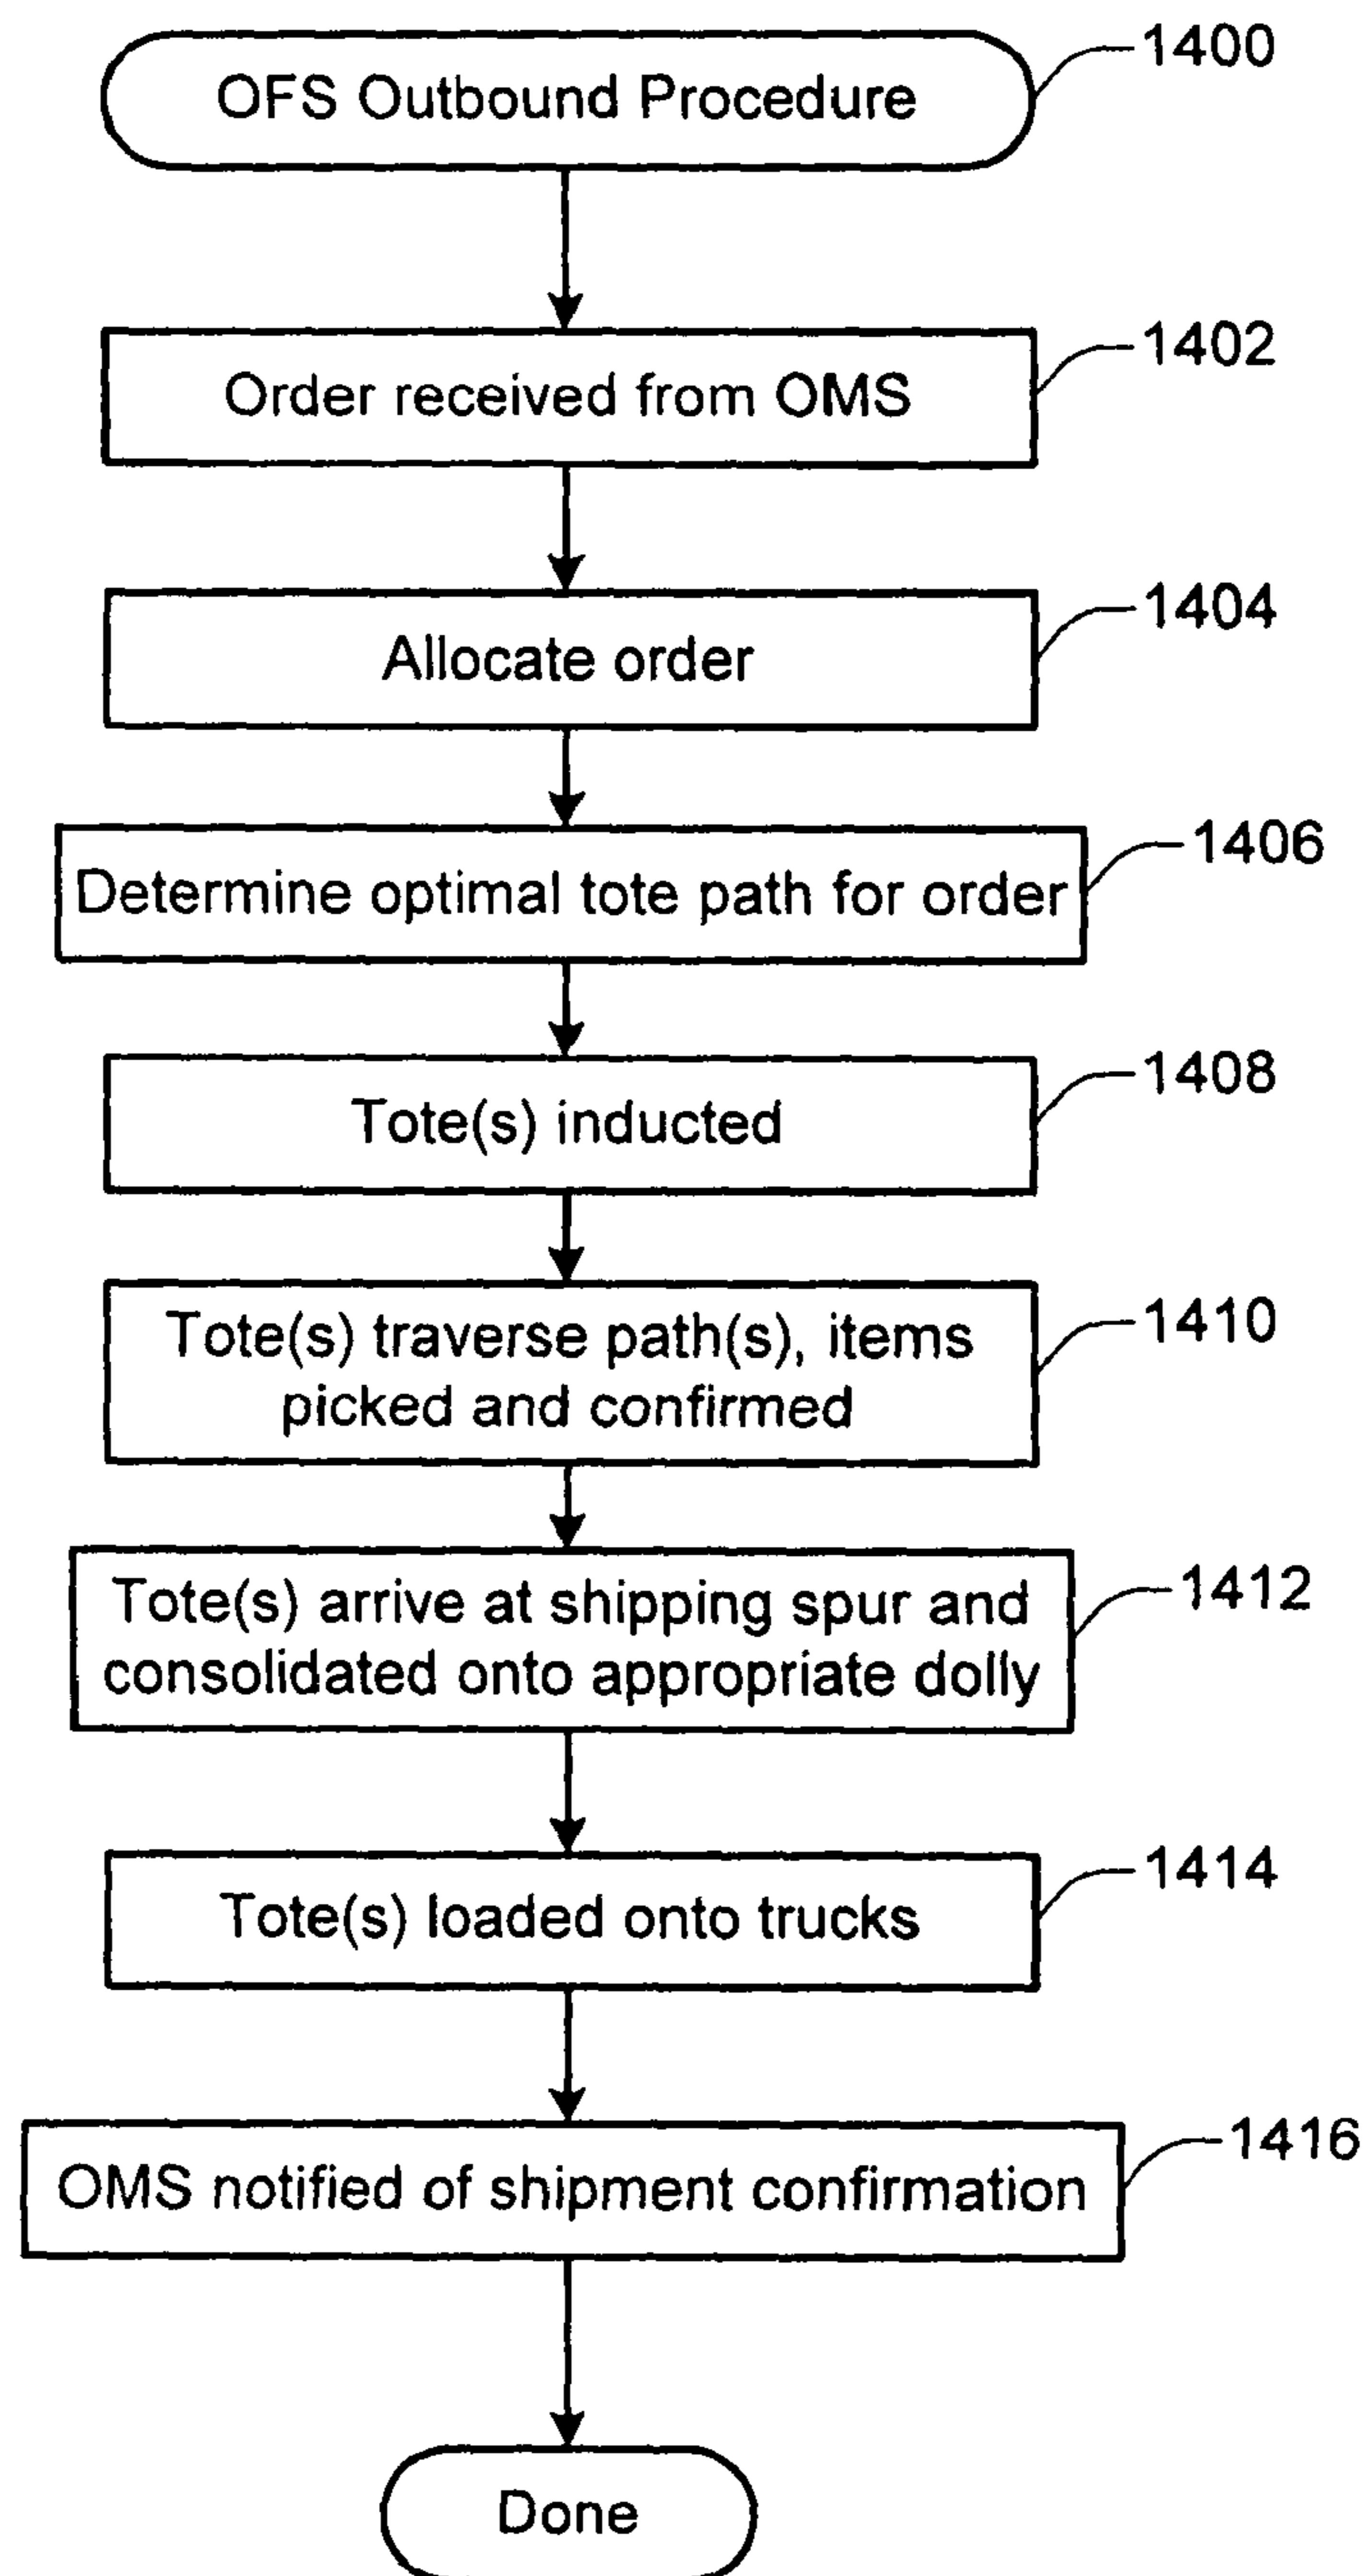 OFS Outbound Procedure
1400
Order received from OMS
1402
Allocate order
1404
Determine optimal tote path for order
1406
Tote(s) inducted
1408
Tote(s) traverse path(s), items
picked and confirmed
1410
Tote(s) arrive at shipping spur and
consolidated onto appropriate dolly
1412
Tote(s) loaded onto trucks
1414
OMS notified of shipment confirmation
1416
Done